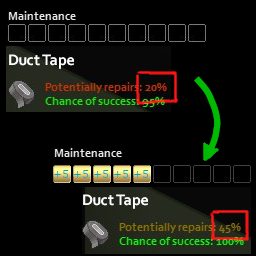 Maintenance
Duct Tape
Potentially repairs: 20%
Chance of success: 95%
Maintenance
+5 +5 +5 +5 +5
Duct Tape
Potentially repairs: 45%
Chance of success: 100%